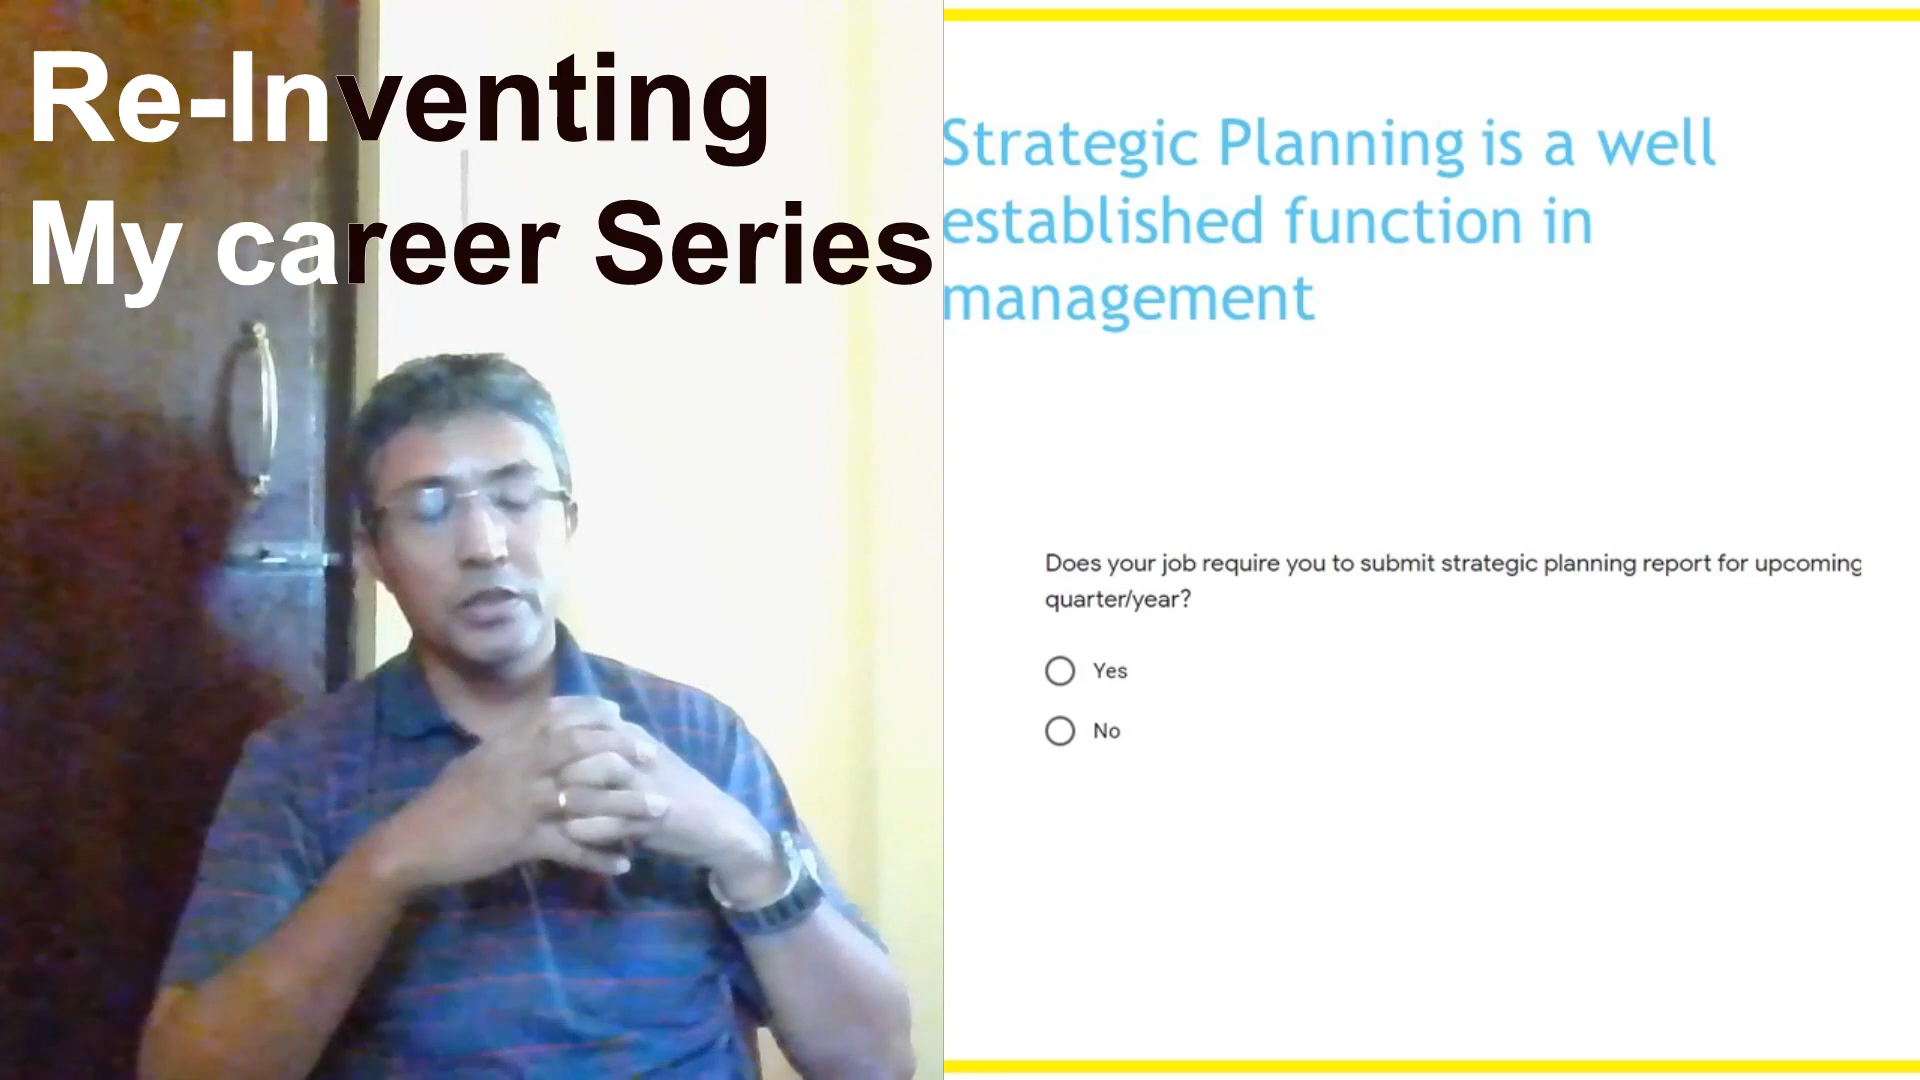 Re-Inventing
My career Series
Strategic Planning is a well
established function in
management
Does your job require you to submit strategic planning report for upcoming
quarter/year?
Yes
No